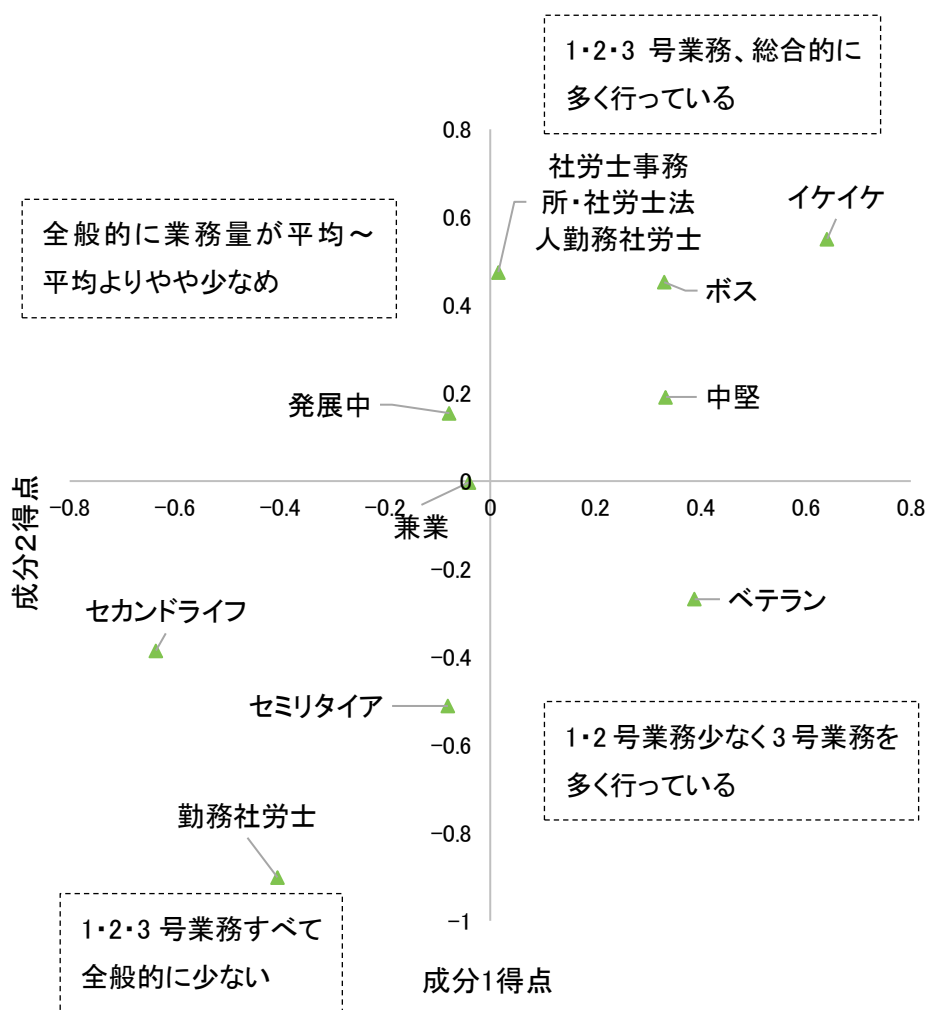 1・2・3 号業務、総合的に
多く行っている
0.8
社労士事務
所・社労士法
人勤務社労士
イケイケ
全般的に業務量が平均～
平均よりやや少なめ
0.6
ボス
0.4
発展中
0.2
中堅
0
−0.8
−0.6
−0.4
−0.2
0
0.2
0.4
0.6
0.8
兼業
成分2得点
−0.2
ベテラン
セカンドライフ
−0.4
セミリタイア
−0.6
1・2 号業務少なく 3 号業務を
多く行っている
勤務社労士
−0.8
1・2・3 号業務すべて
全般的に少ない
−1
成分1得点